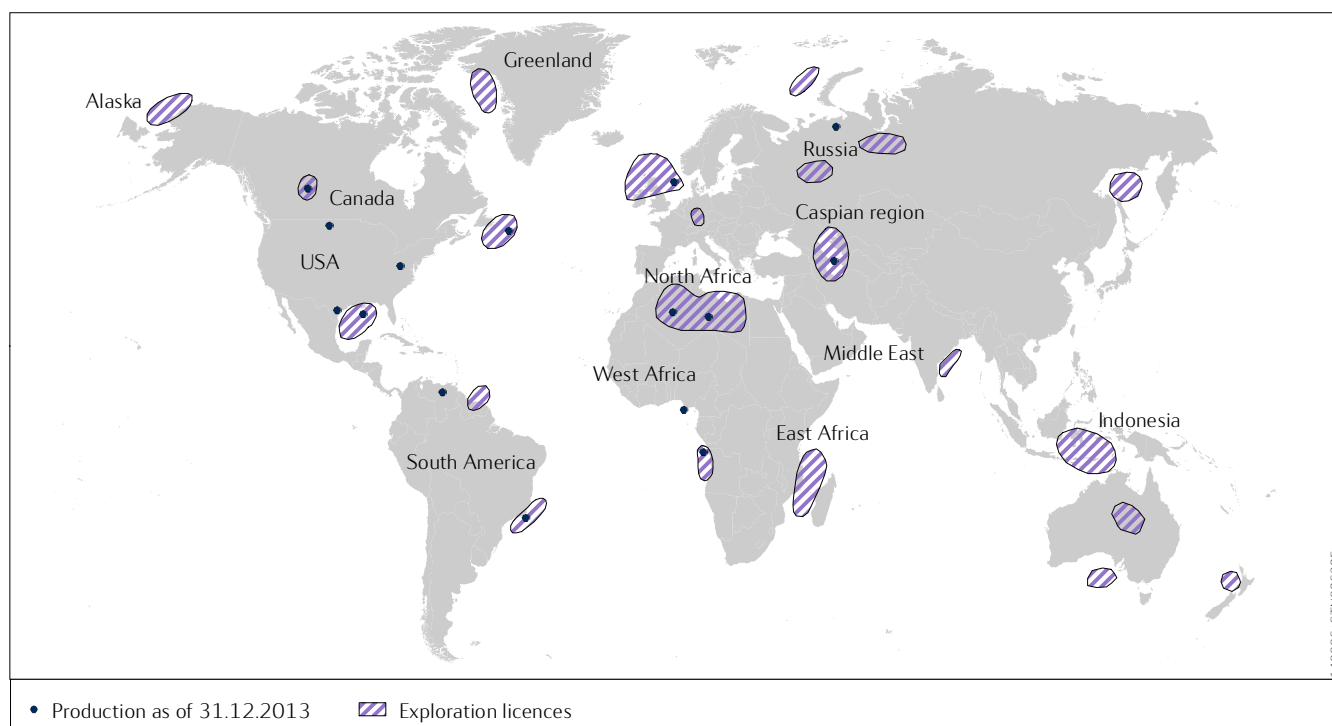 Greenland
Alaska
Russia
Canada
Caspian region
USA
North Africa
Middle East
West Africa
Indonesia
East Africa
South America
Production as of 31.12.2013
Exploration licences